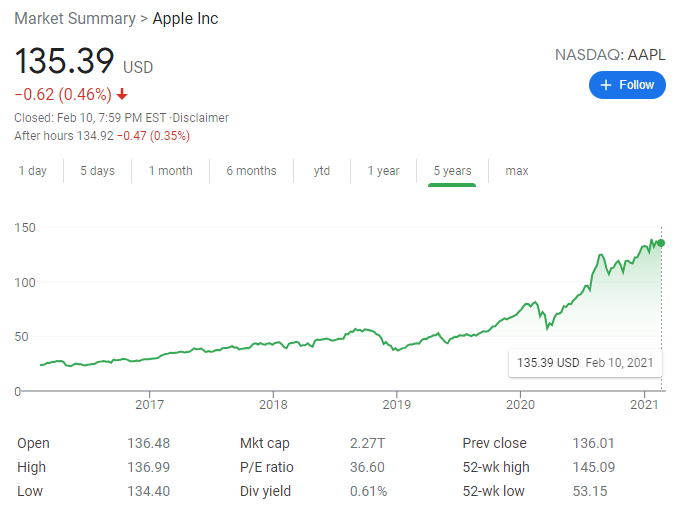 Market Summary > Apple Inc
135.39 USD
NASDAQ: AAPL
−0.62 (0.46%)
+ Follow
Closed: Feb 10, 7:59 PM EST ·Disclaimer
After hours 134.92 −0.47 (0.35%)
1 day 5 days 1 month 6 months ytd 1 year 5 years max
150
100
50
0
135.39 USD Feb 10, 2021
2017 2018 2019 2020 2021
Open 136.48 Mkt cap 2.27T Prev close 136.01
High 136.99 P/E ratio 36.60 52-wk high 145.09
Low 134.40 Div yield 0.61% 52-wk low 53.15